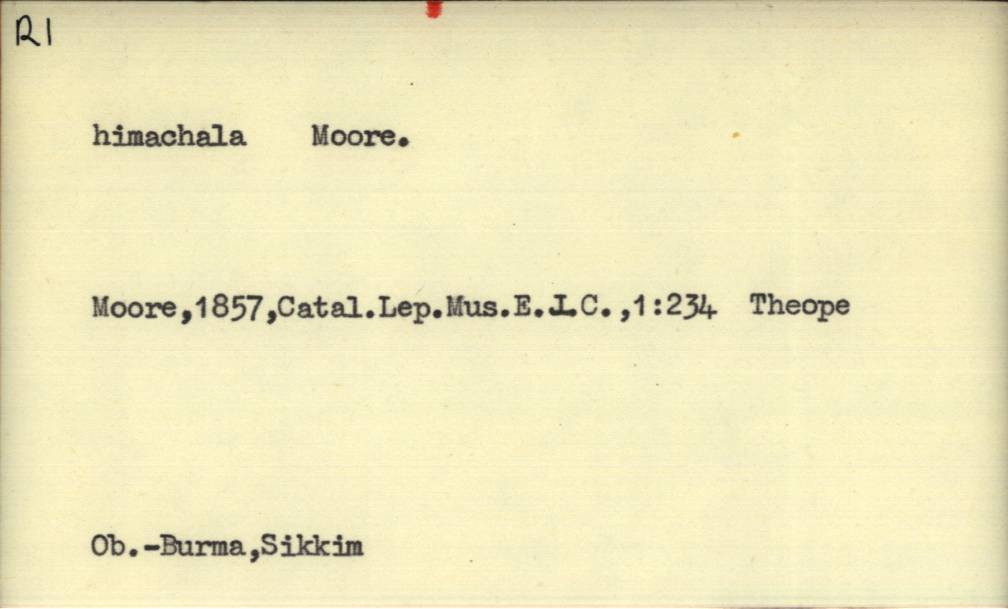 R1
himachala Moore.
Moore,1857,Catal.Lep.Mus.E.I.C.,1:234 Theope
Ob.-Burma,Sikkim